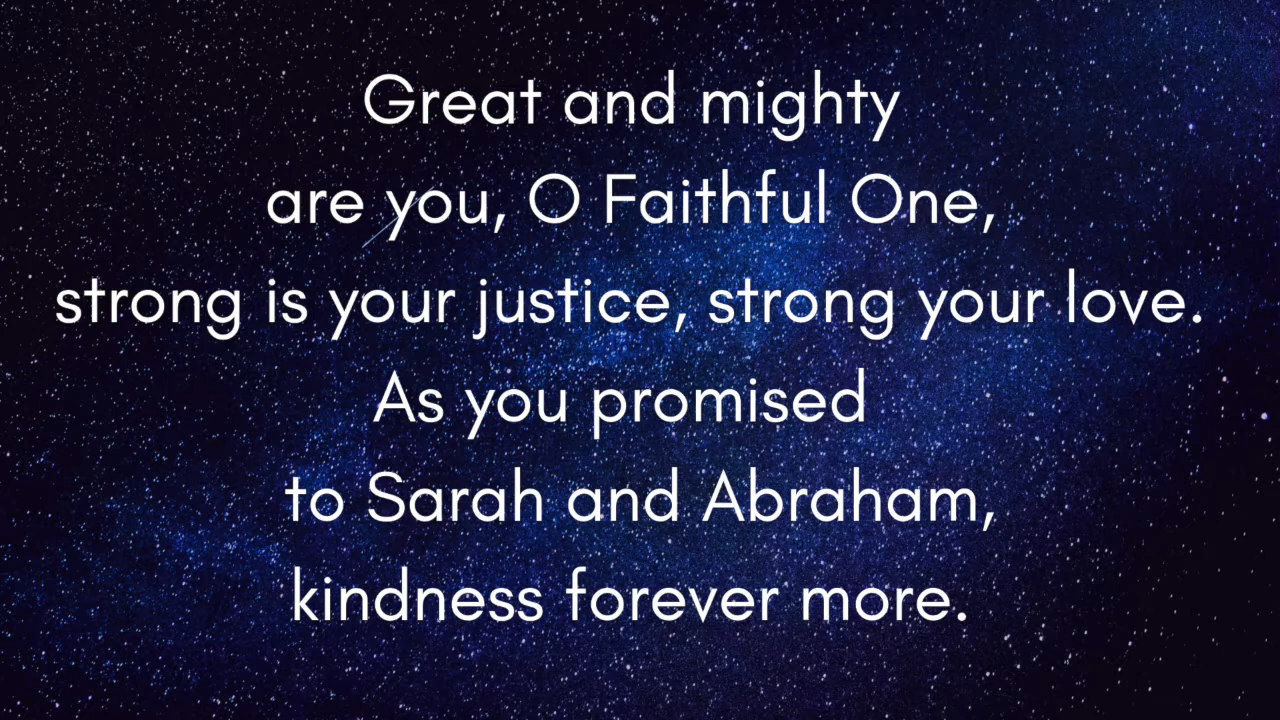 Great and mighty
are you, O Faithful One,
strong is your justice, strong your love.
As you promised
to Sarah and Abraham,
kindness forever more.